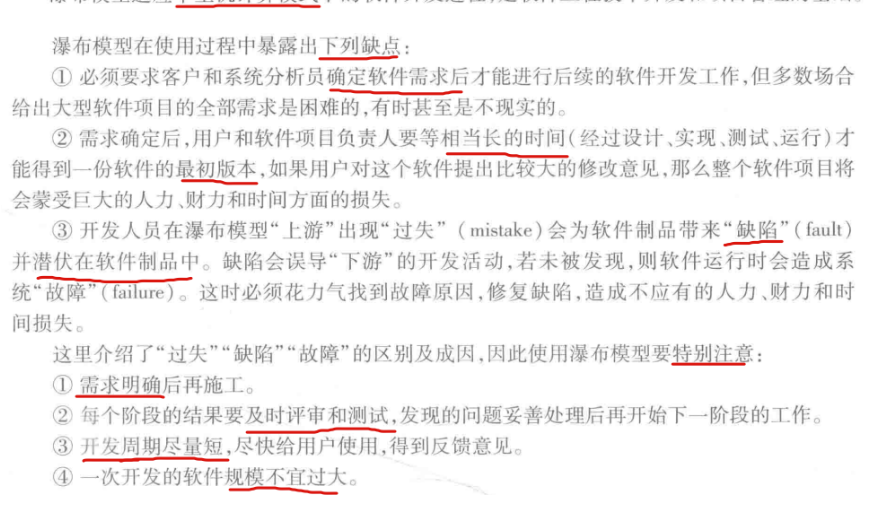 瀑布模型在使用过程中暴露出下列缺点：
① 必须要求客户和系统分析员确定软件需求后才能进行后续的软件开发工作，但多数场合
给出大型软件项目的全部需求是困难的，有时甚至是不现实的。
② 需求确定后，用户和软件项目负责人要等相当长的时间（经过设计、实现、测试、运行）才
能得到一份软件的最初版本，如果用户对这个软件提出比较大的修改意见，那么整个软件项目将
会蒙受巨大的人力、财力和时间方面的损失。
③ 开发人员在瀑布模型“上游”出现“过失”（mistake）会为软件制品带来“缺陷”（fault）
并潜伏在软件制品中。缺陷会误导“下游”的开发活动，若未被发现，则软件运行时会造成系
统“故障”（failure）。这时必须花力气找到故障原因，修复缺陷，造成不应有的人力、财力和时
间损失。
这里介绍了“过失”“缺陷”“故障”的区别及成因，因此使用瀑布模型要特别注意：
① 需求明确后再施工。
② 每个阶段的结果要及时评审和测试，发现的问题妥善处理后再开始下一阶段的工作。
③ 开发周期尽量短，尽快给用户使用，得到反馈意见。
④ 一次开发的软件规模不宜过大。